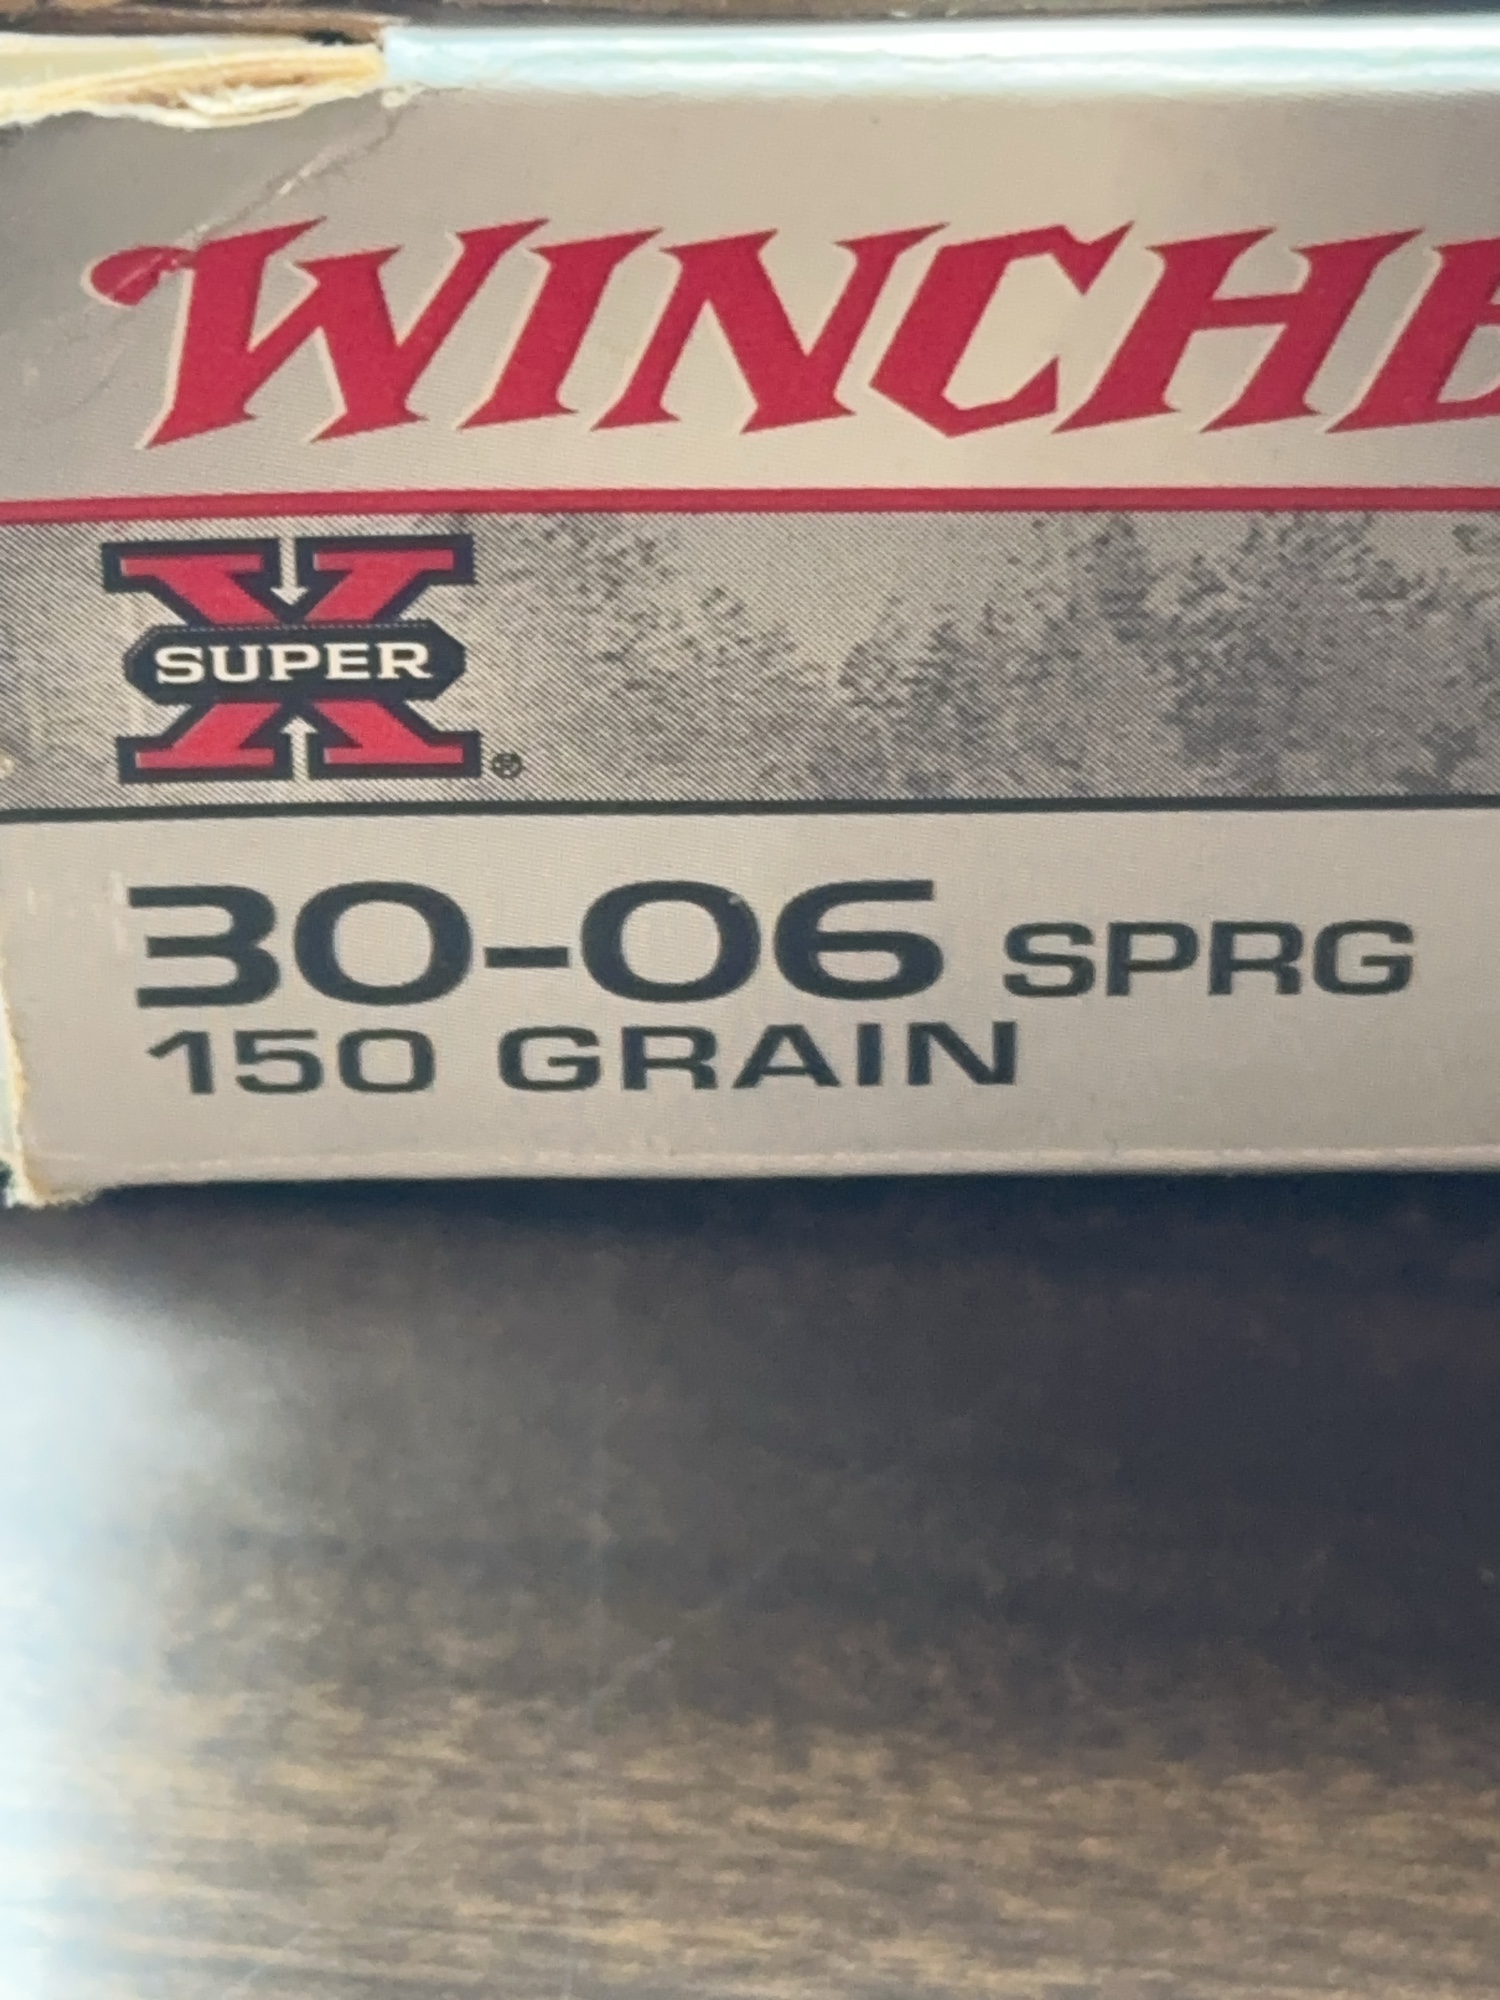 WINCHE
SUPER X®
30-06 SPRG
150 GRAIN